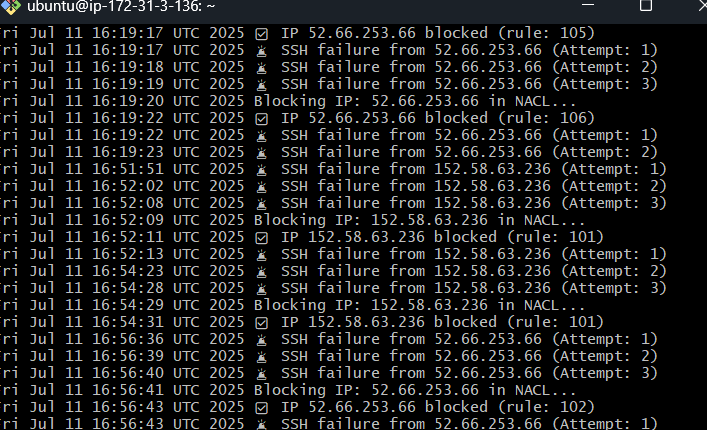 ubuntu@ip-172-31-3-136: ~
ri Jul 11 16:19:17 UTC 2025 ☑ IP 52.66.253.66 blocked (rule: 105)
ri Jul 11 16:19:17 UTC 2025 🚨 SSH failure from 52.66.253.66 (Attempt: 1)
ri Jul 11 16:19:18 UTC 2025 🚨 SSH failure from 52.66.253.66 (Attempt: 2)
ri Jul 11 16:19:19 UTC 2025 🚨 SSH failure from 52.66.253.66 (Attempt: 3)
ri Jul 11 16:19:20 UTC 2025 Blocking IP: 52.66.253.66 in NACL...
ri Jul 11 16:19:22 UTC 2025 ☑ IP 52.66.253.66 blocked (rule: 106)
ri Jul 11 16:19:22 UTC 2025 🚨 SSH failure from 52.66.253.66 (Attempt: 1)
ri Jul 11 16:19:23 UTC 2025 🚨 SSH failure from 52.66.253.66 (Attempt: 2)
ri Jul 11 16:51:51 UTC 2025 🚨 SSH failure from 152.58.63.236 (Attempt: 1)
ri Jul 11 16:52:02 UTC 2025 🚨 SSH failure from 152.58.63.236 (Attempt: 2)
ri Jul 11 16:52:08 UTC 2025 🚨 SSH failure from 152.58.63.236 (Attempt: 3)
ri Jul 11 16:52:09 UTC 2025 Blocking IP: 152.58.63.236 in NACL...
ri Jul 11 16:52:11 UTC 2025 ☑ IP 152.58.63.236 blocked (rule: 101)
ri Jul 11 16:52:13 UTC 2025 🚨 SSH failure from 152.58.63.236 (Attempt: 1)
ri Jul 11 16:54:23 UTC 2025 🚨 SSH failure from 152.58.63.236 (Attempt: 2)
ri Jul 11 16:54:28 UTC 2025 🚨 SSH failure from 152.58.63.236 (Attempt: 3)
ri Jul 11 16:54:29 UTC 2025 Blocking IP: 152.58.63.236 in NACL...
ri Jul 11 16:54:31 UTC 2025 ☑ IP 152.58.63.236 blocked (rule: 101)
ri Jul 11 16:56:36 UTC 2025 🚨 SSH failure from 52.66.253.66 (Attempt: 1)
ri Jul 11 16:56:39 UTC 2025 🚨 SSH failure from 52.66.253.66 (Attempt: 2)
ri Jul 11 16:56:40 UTC 2025 🚨 SSH failure from 52.66.253.66 (Attempt: 3)
ri Jul 11 16:56:41 UTC 2025 Blocking IP: 52.66.253.66 in NACL...
ri Jul 11 16:56:43 UTC 2025 ☑ IP 52.66.253.66 blocked (rule: 102)
ri Jul 11 16:56:43 UTC 2025 🚨 SSH failure from 52.66.253.66 (Attempt: 1)